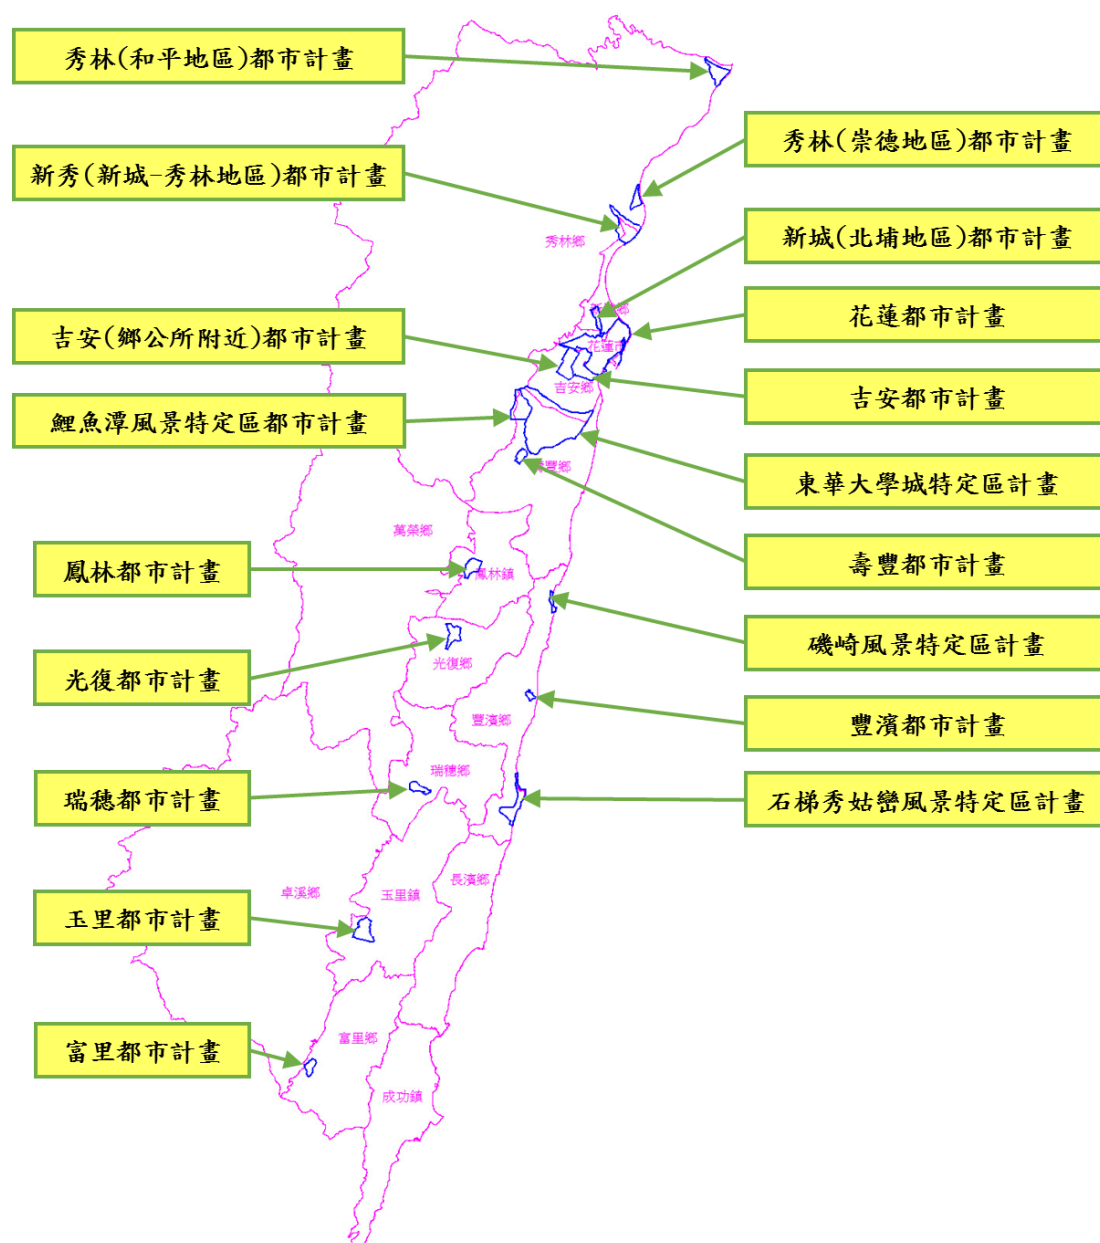 秀林(和平地區)都市計畫
秀林(崇德地區)都市計畫
新秀(新城-秀林地區)都市計畫
新城(北埔地區)都市計畫
秀林鄉
花蓮都市計畫
吉安(鄉公所附近)都市計畫
花蓮市
吉安都市計畫
吉安鄉
鯉魚潭風景特定區都市計畫
東華大學城特定區計畫
萬榮鄉
鳳林都市計畫
鳳林鎮
壽豐都市計畫
磯崎風景特定區計畫
光復都市計畫
光復鄉
豐濱鄉
豐濱都市計畫
瑞穗鄉
瑞穗都市計畫
石梯秀姑巒風景特定區計畫
長濱鄉
卓溪鄉
玉里鎮
玉里都市計畫
富里鄉
富里都市計畫
成功鎮